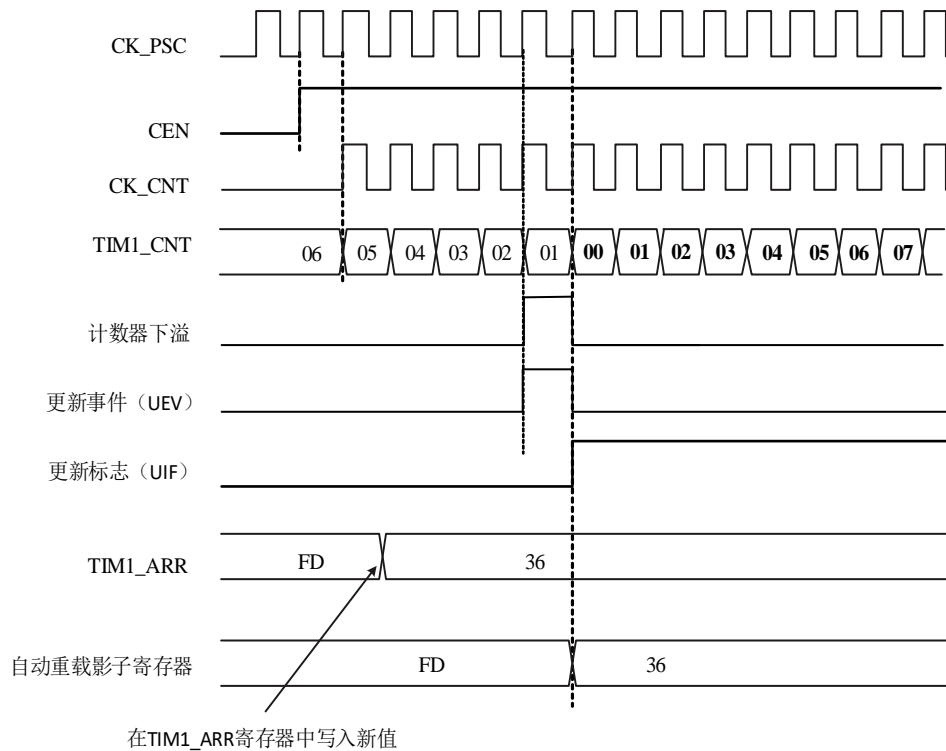 CK_PSC
CEN
CK_CNT
TIM1_CNT 06 05 04 03 02 01 00 01 02 03 04 05 06 07
计数器下溢
更新事件（UEV）
更新标志（UIF）
TIM1_ARR FD 36
自动重载影子寄存器 FD 36
在TIM1_ARR寄存器中写入新值